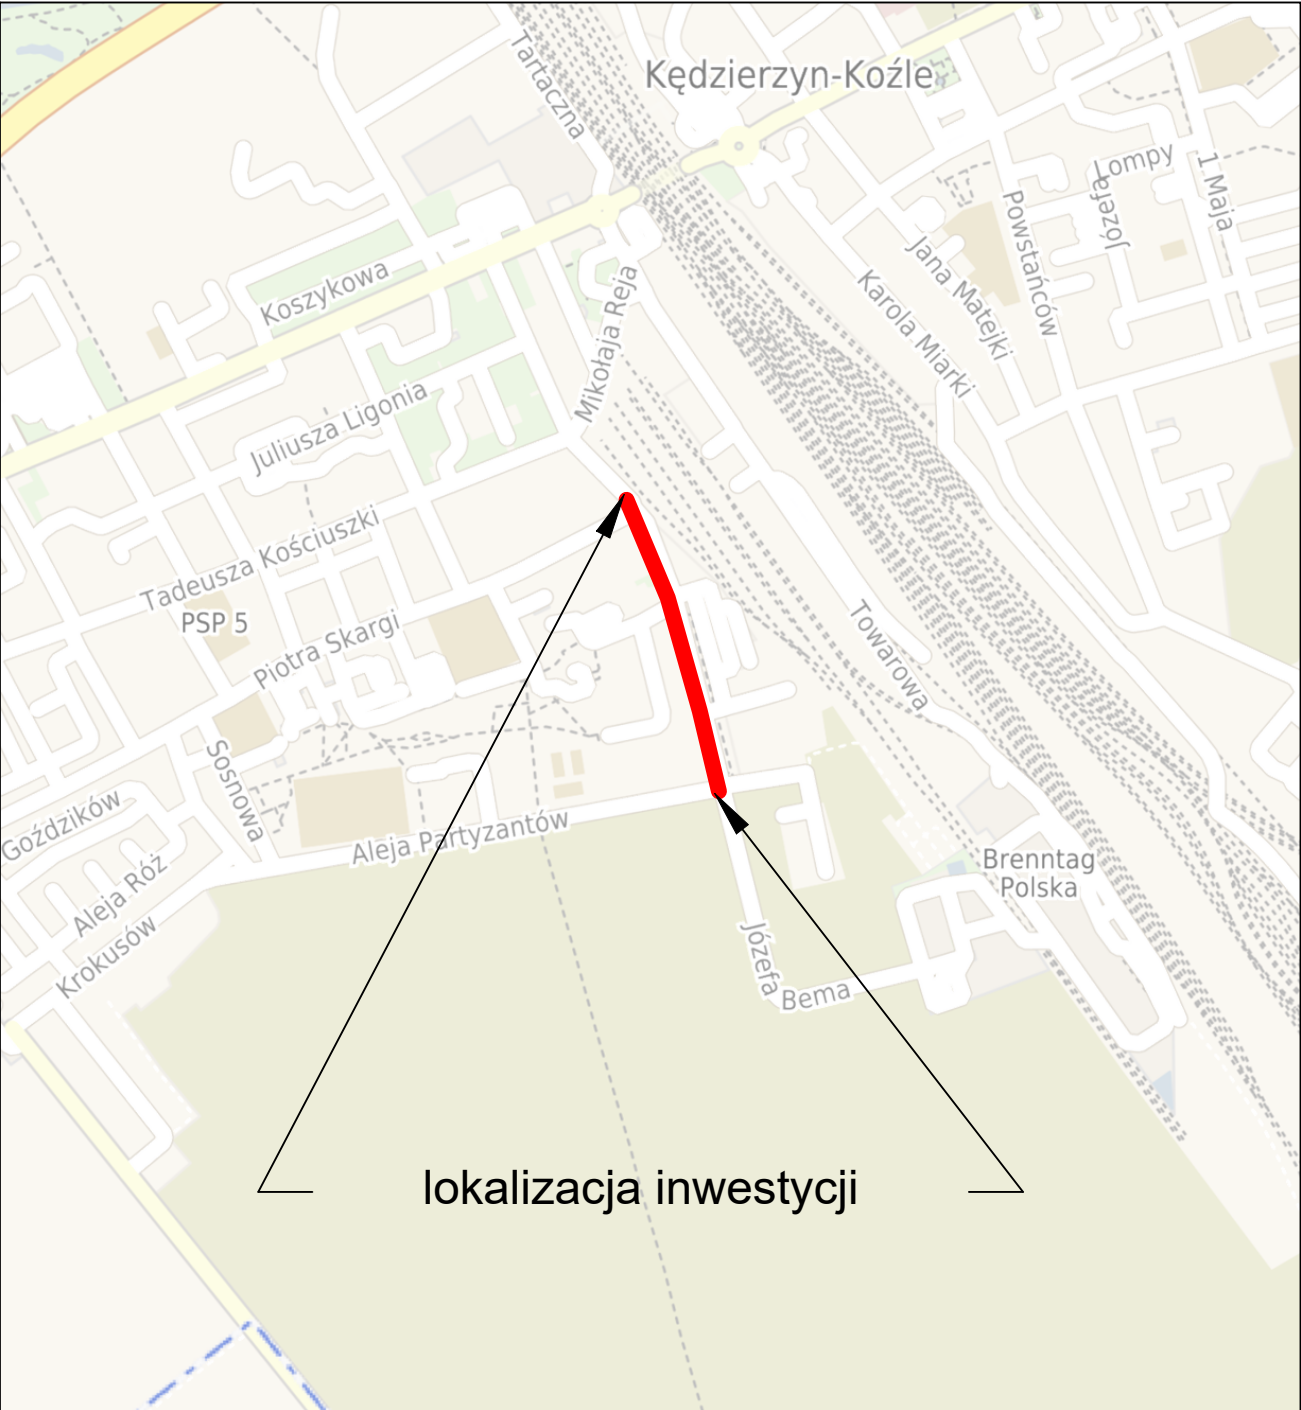 Tartaczna
Kędzierzyn-Koźle
Lompy
Józefa
1 Maja
Powstańców
Jana Matejki
Karola Miarki
Koszykowa
Mikołaja Reja
Juliusza Ligonia
Tadeusza Kościuszki
PSP 5
Piotra Skargi
Towarowa
Sosnowa
Goździków
Aleja Partyzantów
Aleja Róż
Krokusów
Brenntag
Polska
Józefa
Bema
lokalizacja inwestycji